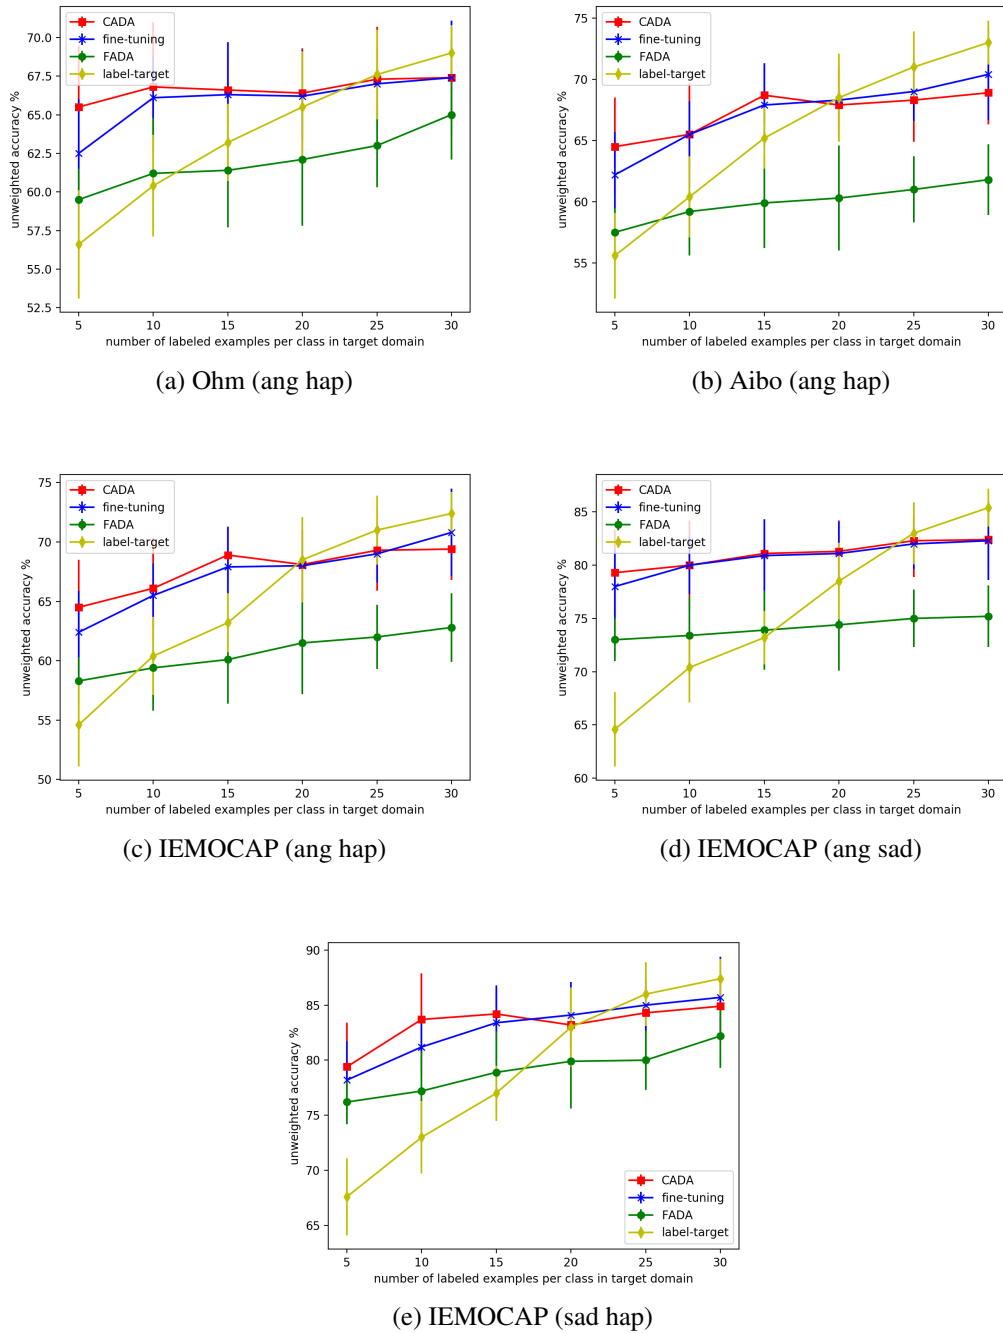 70.0
67.5
65.0
62.5
60.0
57.5
55.0
52.5
unweighted accuracy %
CADA
fine-tuning
FADA
label-target
5 10 15 20 25 30
number of labeled examples per class in target domain
(a) Ohm (ang hap)
70
65
60
55
unweighted accuracy %
CADA
fine-tuning
FADA
label-target
5 10 15 20 25 30
number of labeled examples per class in target domain
(b) Aibo (ang hap)
75
70
65
60
55
50
unweighted accuracy %
CADA
fine-tuning
FADA
label-target
5 10 15 20 25 30
number of labeled examples per class in target domain
(c) IEMOCAP (ang hap)
85
80
75
70
65
60
unweighted accuracy %
CADA
fine-tuning
FADA
label-target
5 10 15 20 25 30
number of labeled examples per class in target domain
(d) IEMOCAP (ang sad)
90
85
80
75
70
65
unweighted accuracy %
CADA
fine-tuning
FADA
label-target
5 10 15 20 25 30
number of labeled examples per class in target domain
(e) IEMOCAP (sad hap)